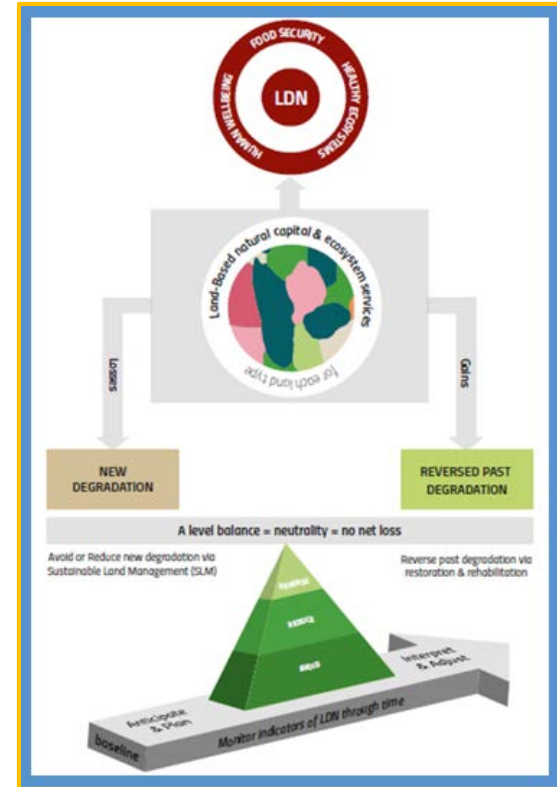 FOOD SECURITY
HUMAN WELLBEING
HEALTHY ECOSYSTEMS
LDN
Land-Based natural capital & ecosystem services
for each land type
Losses
Gains
NEW
DEGRADATION
REVERSED PAST
DEGRADATION
A level balance = neutrality = no net loss
Avoid or Reduce new degradation via
Sustainable Land Management (SLM)
Reverse past degradation via
restoration & rehabilitation
Anticipate
& Plan
Interpret
& Adjust
baseline
Monitor indicators of LDN through time